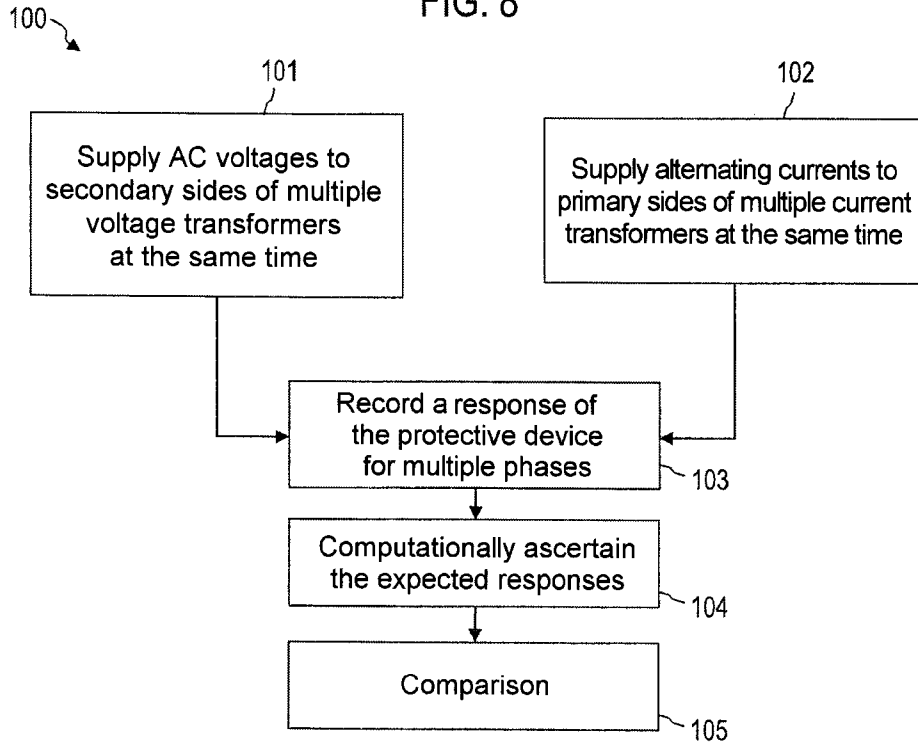 FIG. 8
100
101
Supply AC voltages to
secondary sides of multiple
voltage transformers
at the same time
102
Supply alternating currents to
primary sides of multiple current
transformers at the same time
Record a response of
the protective device
for multiple phases
103
Computationally ascertain
the expected responses
104
Comparison
105